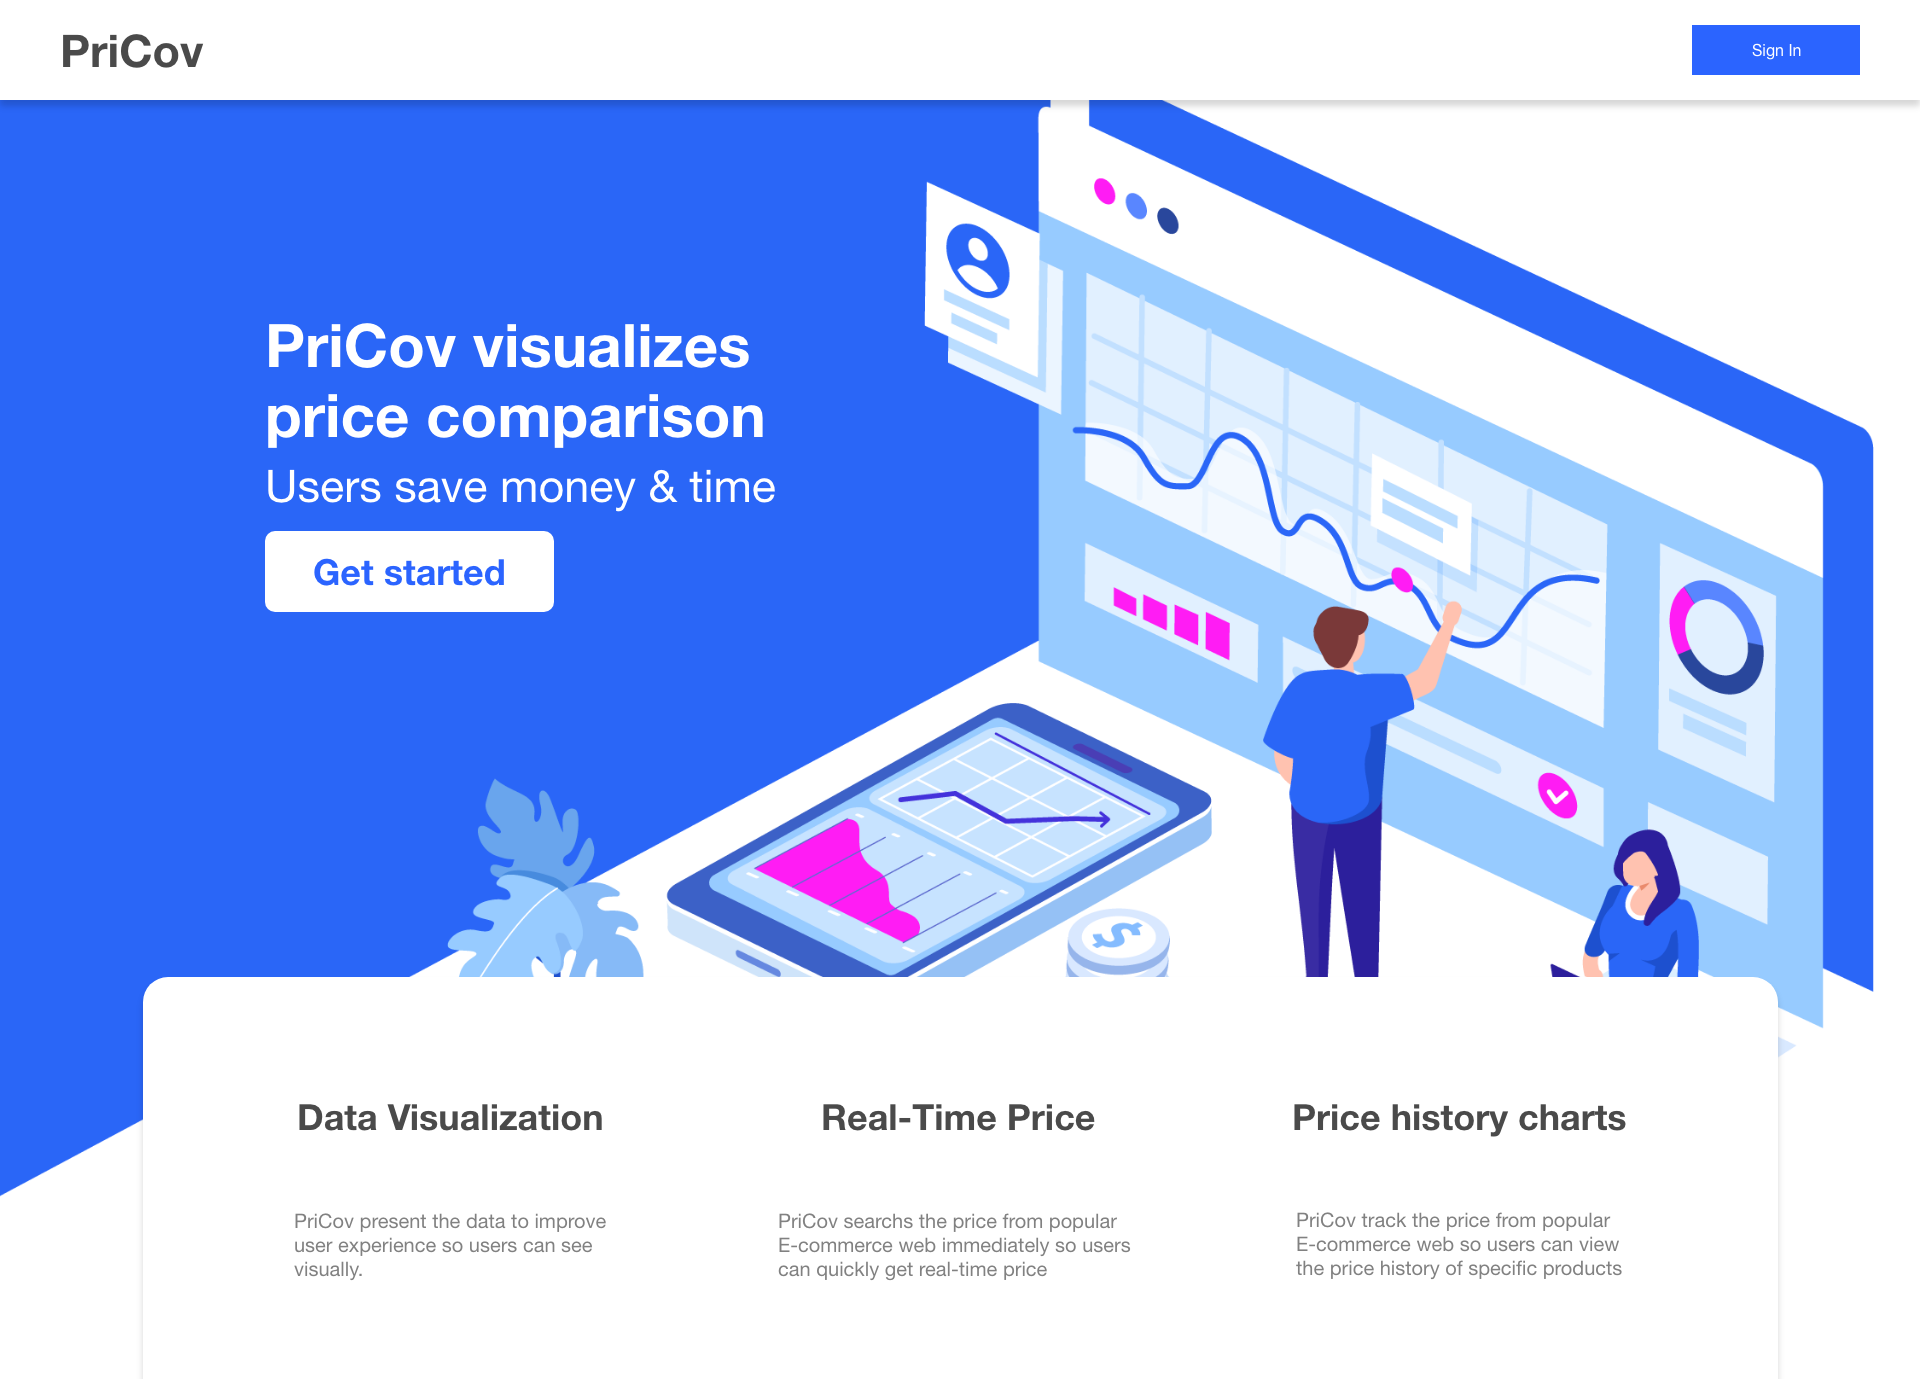 PriCov
Sign In
PriCov visualizes
price comparison
Users save money & time
Get started
$
Data Visualization
Real-Time Price
Price history charts
PriCov present the data to improve
user experience so users can see
visually.
PriCov searchs the price from popular
E-commerce web immediately so users
can quickly get real-time price
PriCov track the price from popular
E-commerce web so users can view
the price history of specific products